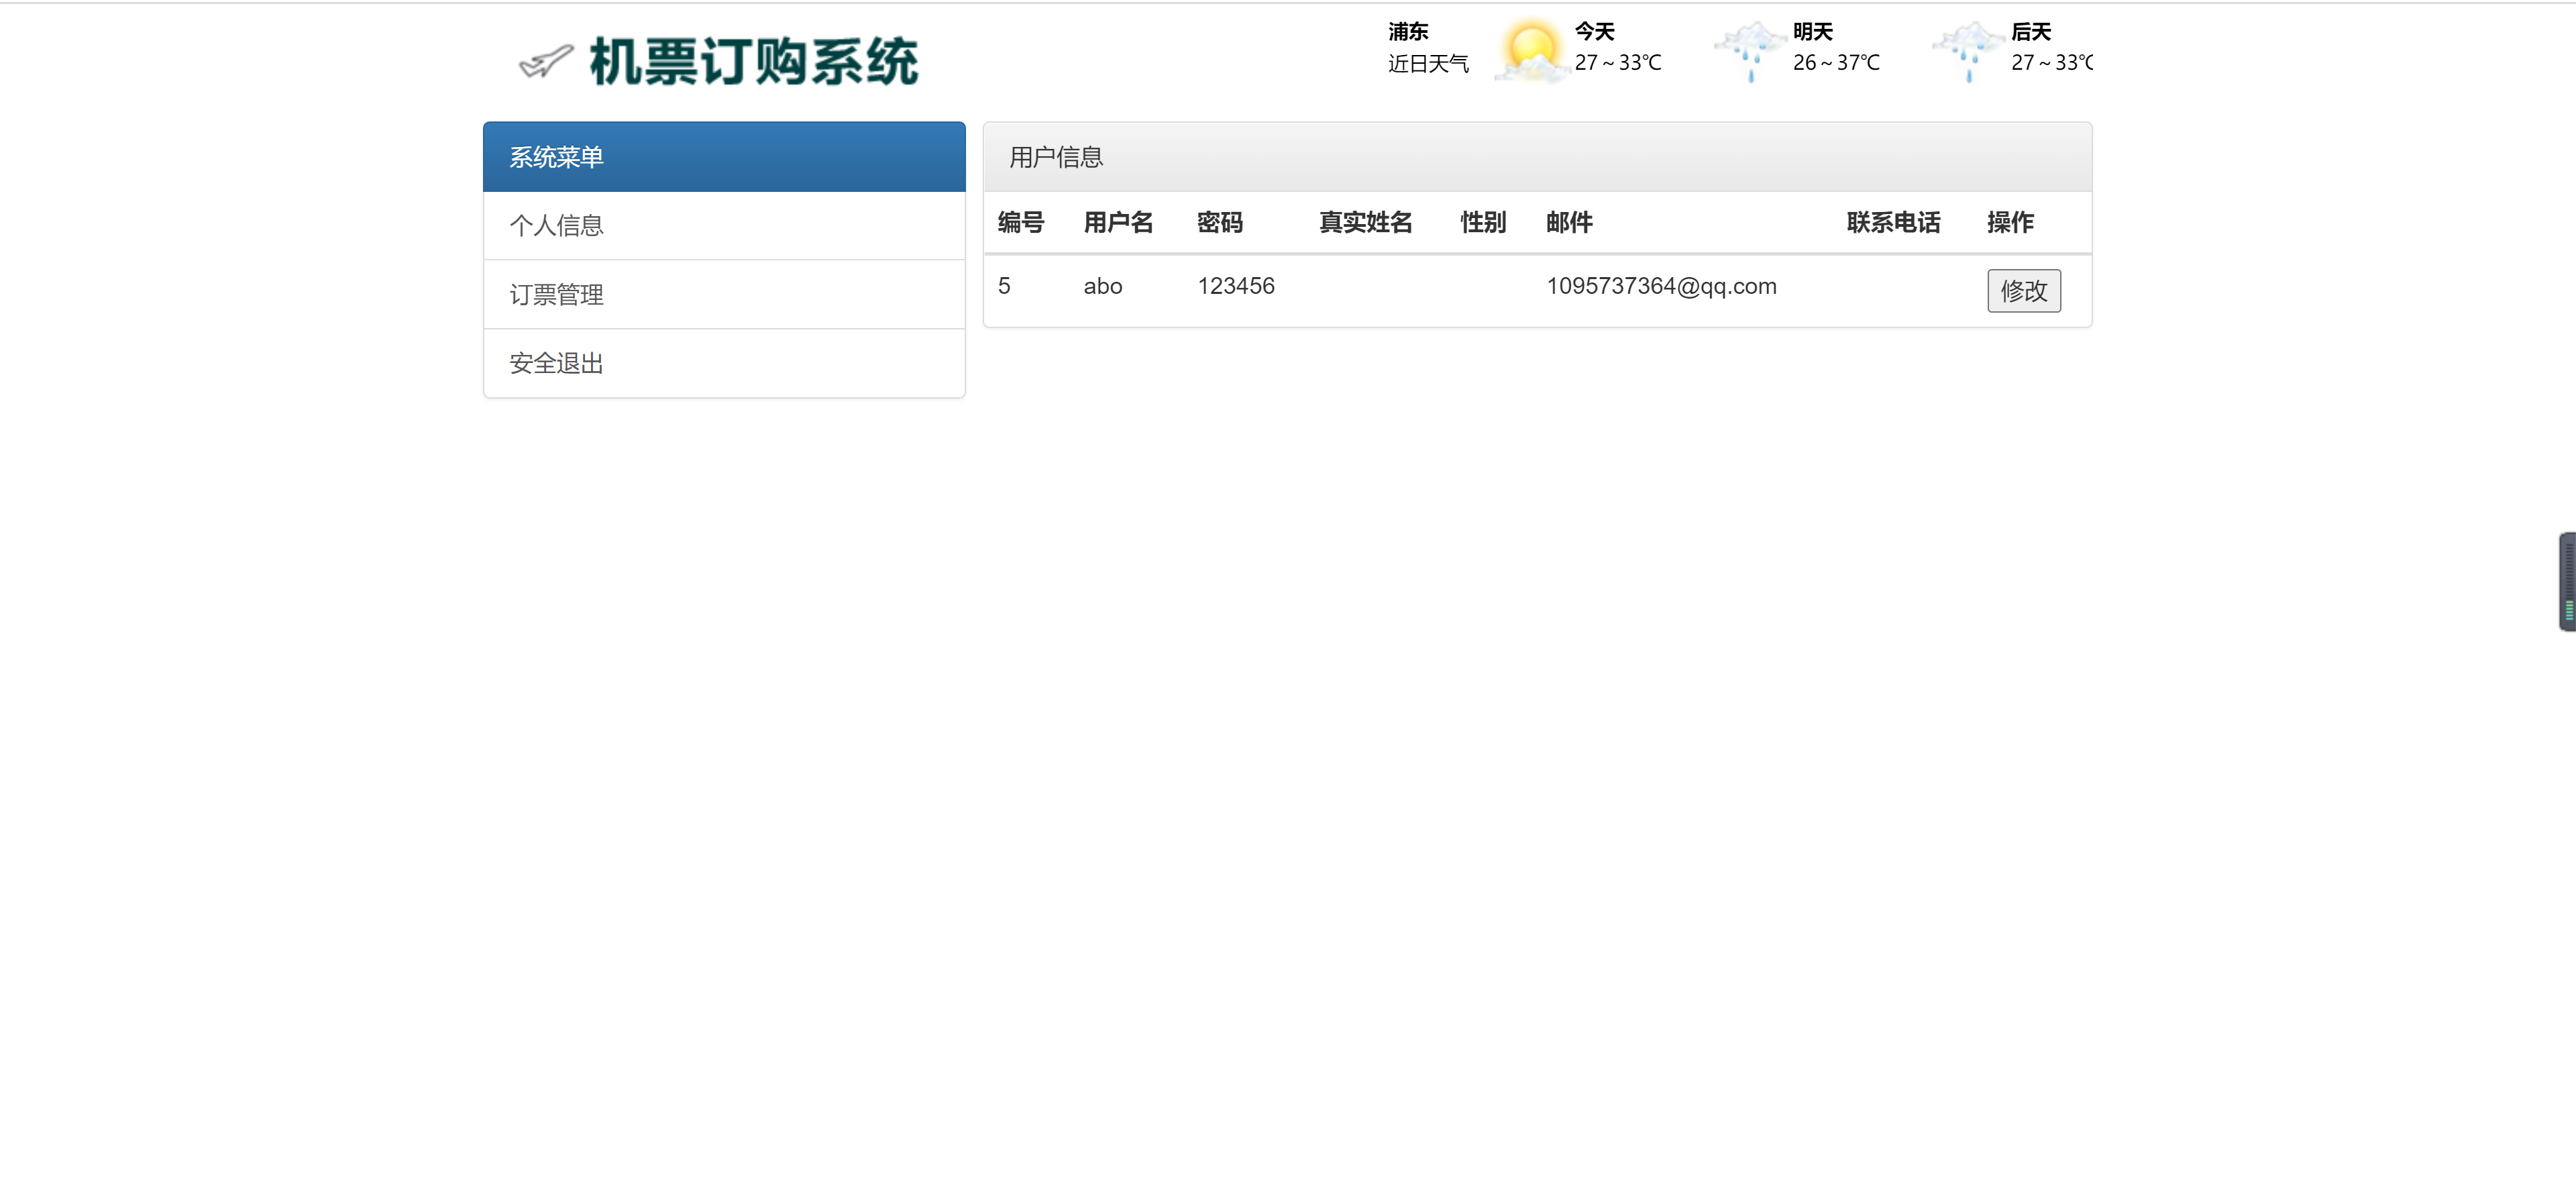 机票订购系统
浦东
近日天气
今天
27～33℃
明天
26～37℃
后天
27～33℃
系统菜单
个人信息
订票管理
安全退出
用户信息
编号 用户名 密码 真实姓名 性别 邮件 联系电话 操作
5 abo 123456 1095737364@qq.com 修改